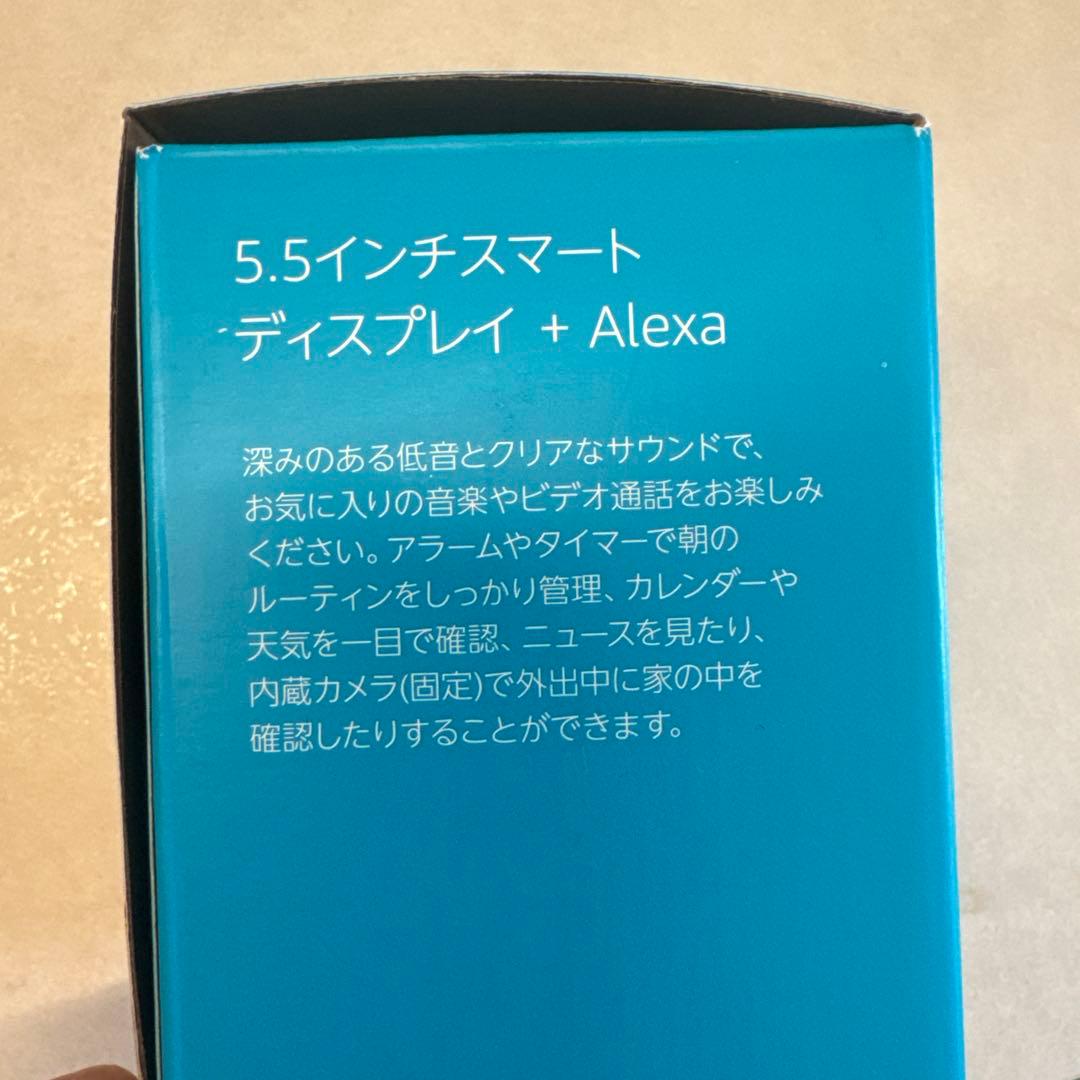 5.5インチスマート
ディスプレイ + Alexa
深みのある低音とクリアなサウンドで、
お気に入りの音楽やビデオ通話をお楽しみ
ください。アラームやタイマーで朝の
ルーティンをしっかり管理、カレンダーや
天気を一目で確認、ニュースを見たり、
内蔵カメラ(固定)で外出中に家の中を
確認したりすることができます。